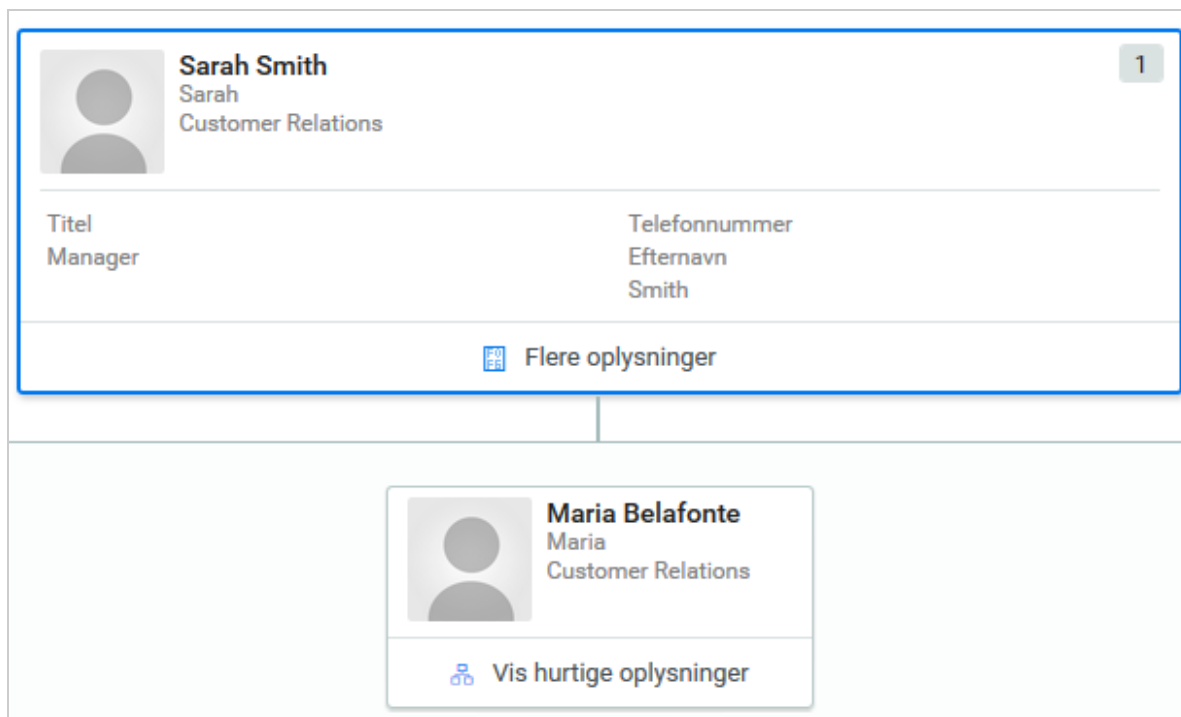 Sarah Smith
1
Sarah
Customer Relations
Titel
Manager
Telefonnummer
Efternavn
Smith
Flere oplysninger
Maria Belafonte
Maria
Customer Relations
Vis hurtige oplysninger